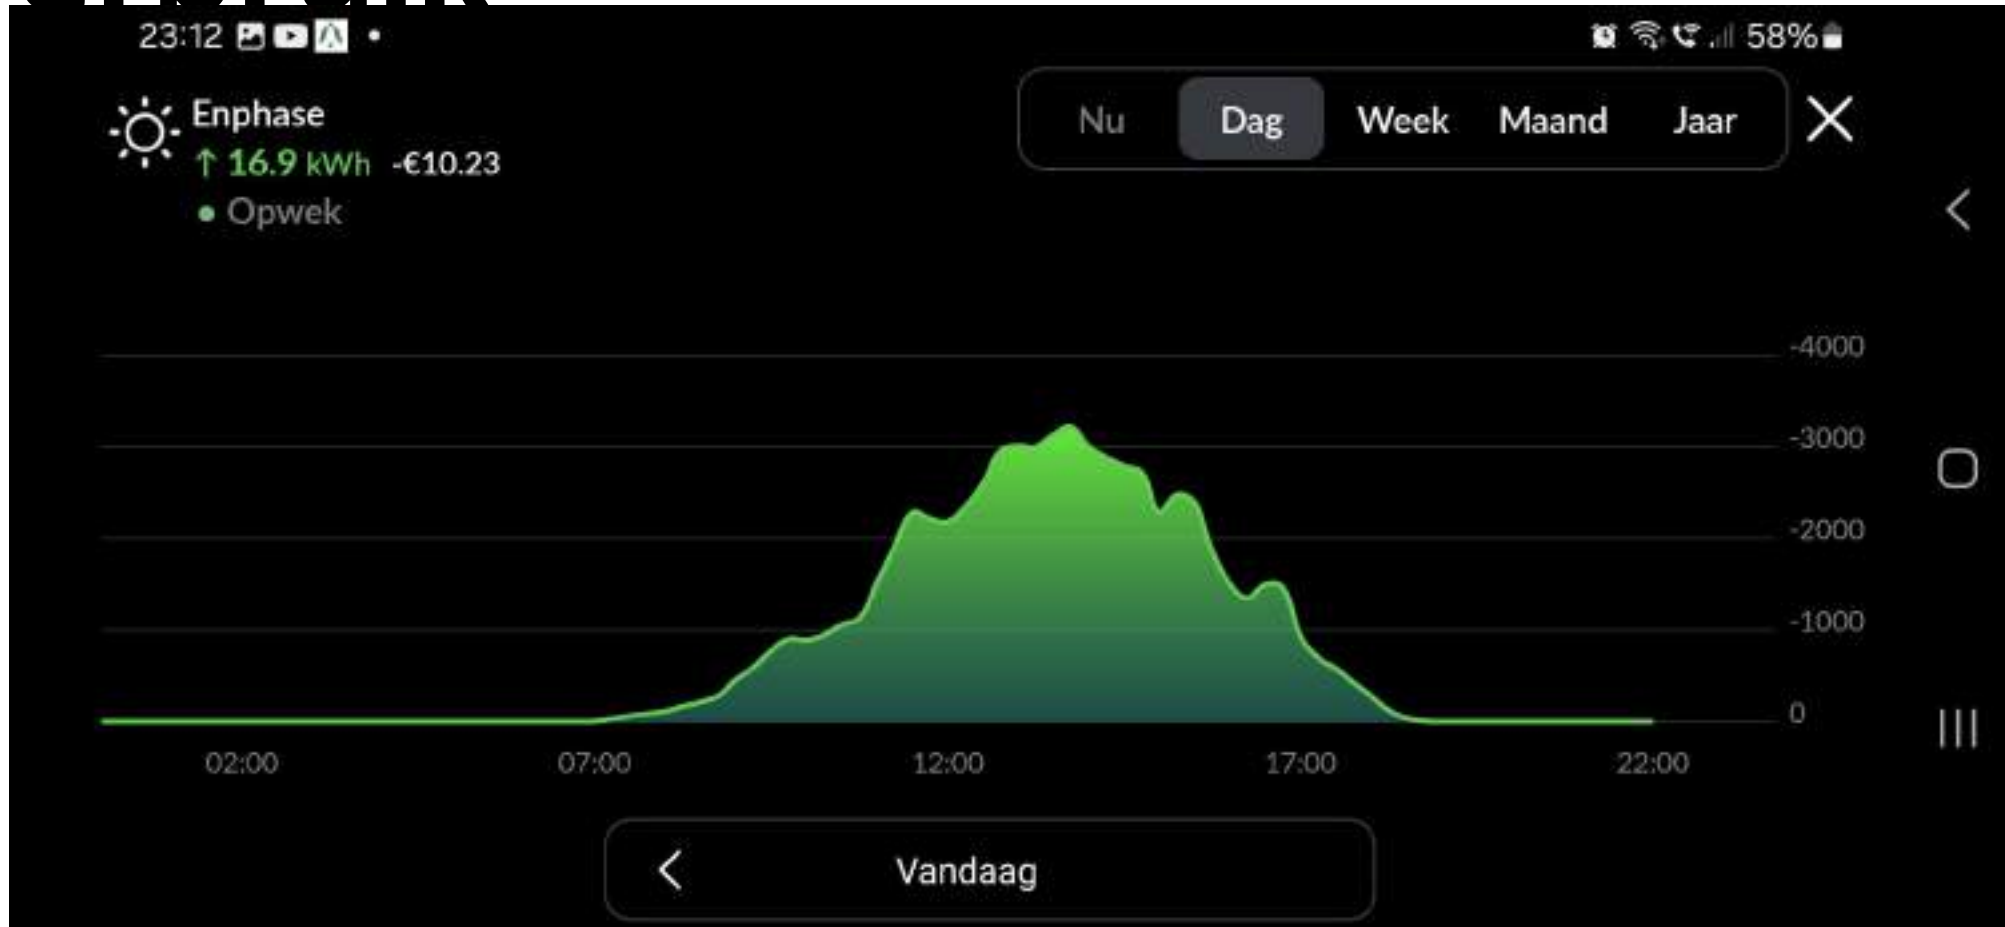 23:12 58%
Enphase
↑ 16.9 kWh -€10.23
Opwek
Nu Dag Week Maand Jaar
-4000
-3000
-2000
-1000
0
02:00 07:00 12:00 17:00 22:00
Vandaag